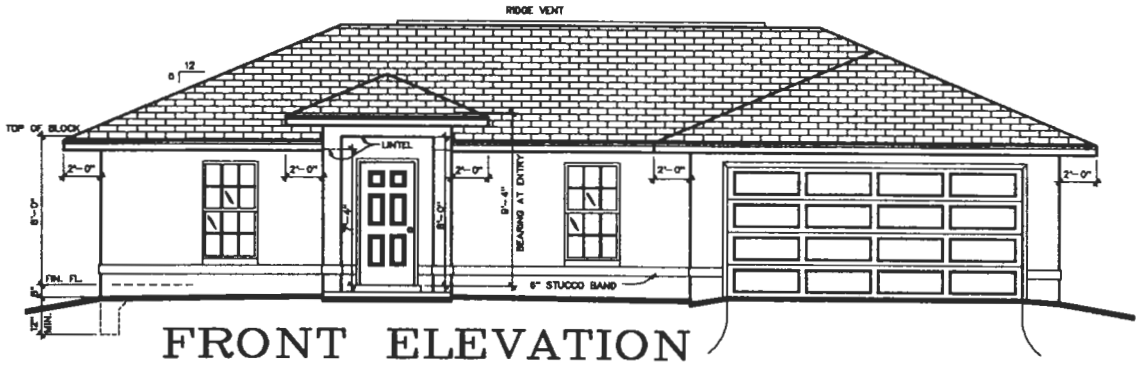 RIDGE VENT
12
6
TOP OF BLOCK
LINTEL
2'-0"
2'-0"
2'-0"
2'-0"
2'-0"
8'-0"
7'-4"
8'-0"
9'-4"
BEARING AT ENTRY
FIN. FL.
6" STUCCO BAND
8"
12"
MIN.
FRONT ELEVATION